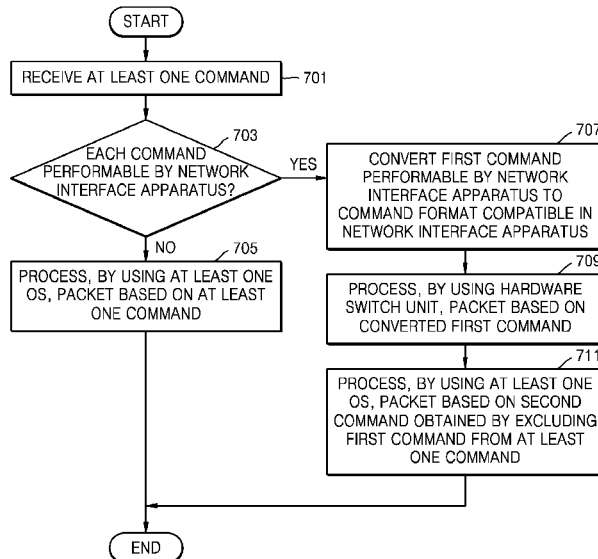 START
RECEIVE AT LEAST ONE COMMAND
701
703
EACH COMMAND
PERFORMABLE BY NETWORK
INTERFACE APPARATUS?
YES
NO
705
PROCESS, BY USING AT LEAST ONE
OS, PACKET BASED ON AT LEAST
ONE COMMAND
707
CONVERT FIRST COMMAND
PERFORMABLE BY NETWORK
INTERFACE APPARATUS TO
COMMAND FORMAT COMPATIBLE IN
NETWORK INTERFACE APPARATUS
709
PROCESS, BY USING HARDWARE
SWITCH UNIT, PACKET BASED ON
CONVERTED FIRST COMMAND
711
PROCESS, BY USING AT LEAST ONE
OS, PACKET BASED ON SECOND
COMMAND OBTAINED BY EXCLUDING
FIRST COMMAND FROM AT LEAST
ONE COMMAND
END